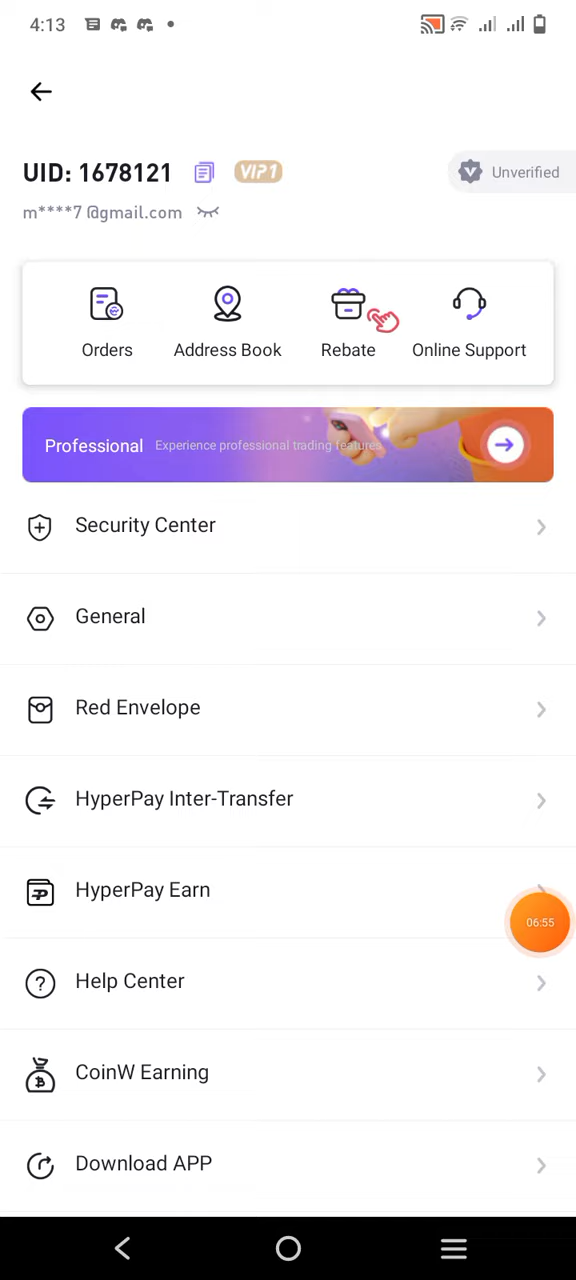 4:13
UID: 1678121 VIP1 Unverified
m****7@gmail.com
Orders Address Book Rebate Online Support
Professional Experience professional trading features
Security Center
General
Red Envelope
HyperPay Inter-Transfer
HyperPay Earn
06:55
Help Center
CoinW Earning
Download APP